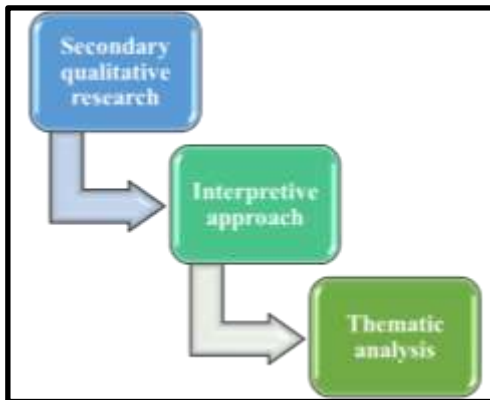 Secondary
qualitative
research
Interpretive
approach
Thematic
analysis